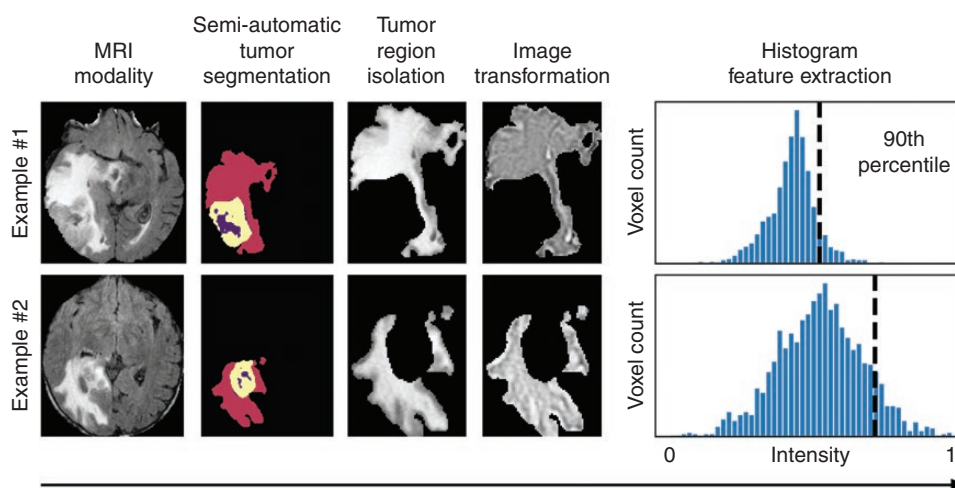 MRI
modality
Semi-automatic
tumor
segmentation
Tumor
region
isolation
Image
transformation
Histogram
feature extraction
Example #1
Voxel count
90th
percentile
Example #2
Voxel count
0 Intensity 1